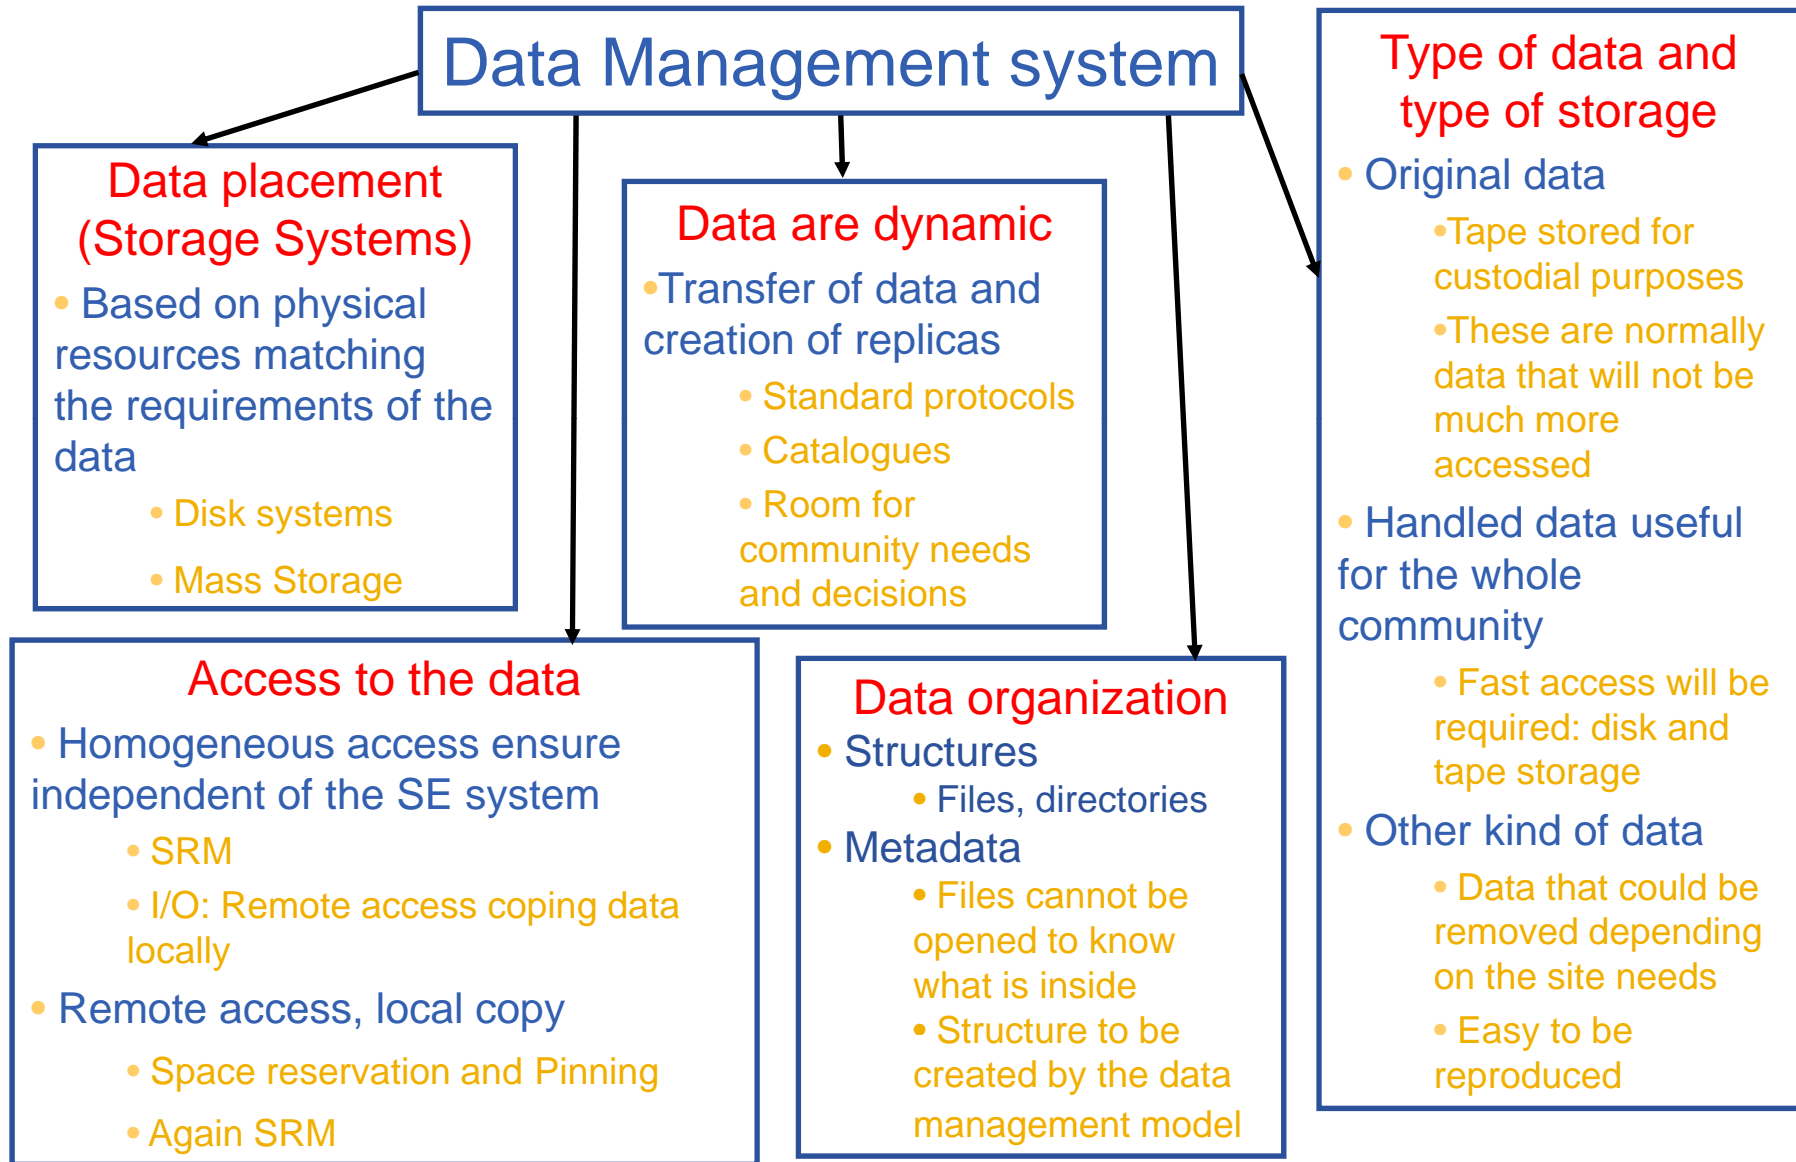 Data Management system
Data placement
(Storage Systems)
• Based on physical
resources matching
the requirements of the
data
• Disk systems
• Mass Storage
Data are dynamic
•Transfer of data and
creation of replicas
• Standard protocols
• Catalogues
• Room for
community needs
and decisions
Type of data and
type of storage
• Original data
•Tape stored for
custodial purposes
•These are normally
data that will not be
much more
accessed
• Handled data useful
for the whole
community
• Fast access will be
required: disk and
tape storage
• Other kind of data
• Data that could be
removed depending
on the site needs
• Easy to be
reproduced
Access to the data
• Homogeneous access ensure
independent of the SE system
• SRM
• I/O: Remote access coping data
locally
• Remote access, local copy
• Space reservation and Pinning
• Again SRM
Data organization
• Structures
• Files, directories
• Metadata
• Files cannot be
opened to know
what is inside
• Structure to be
created by the data
management model